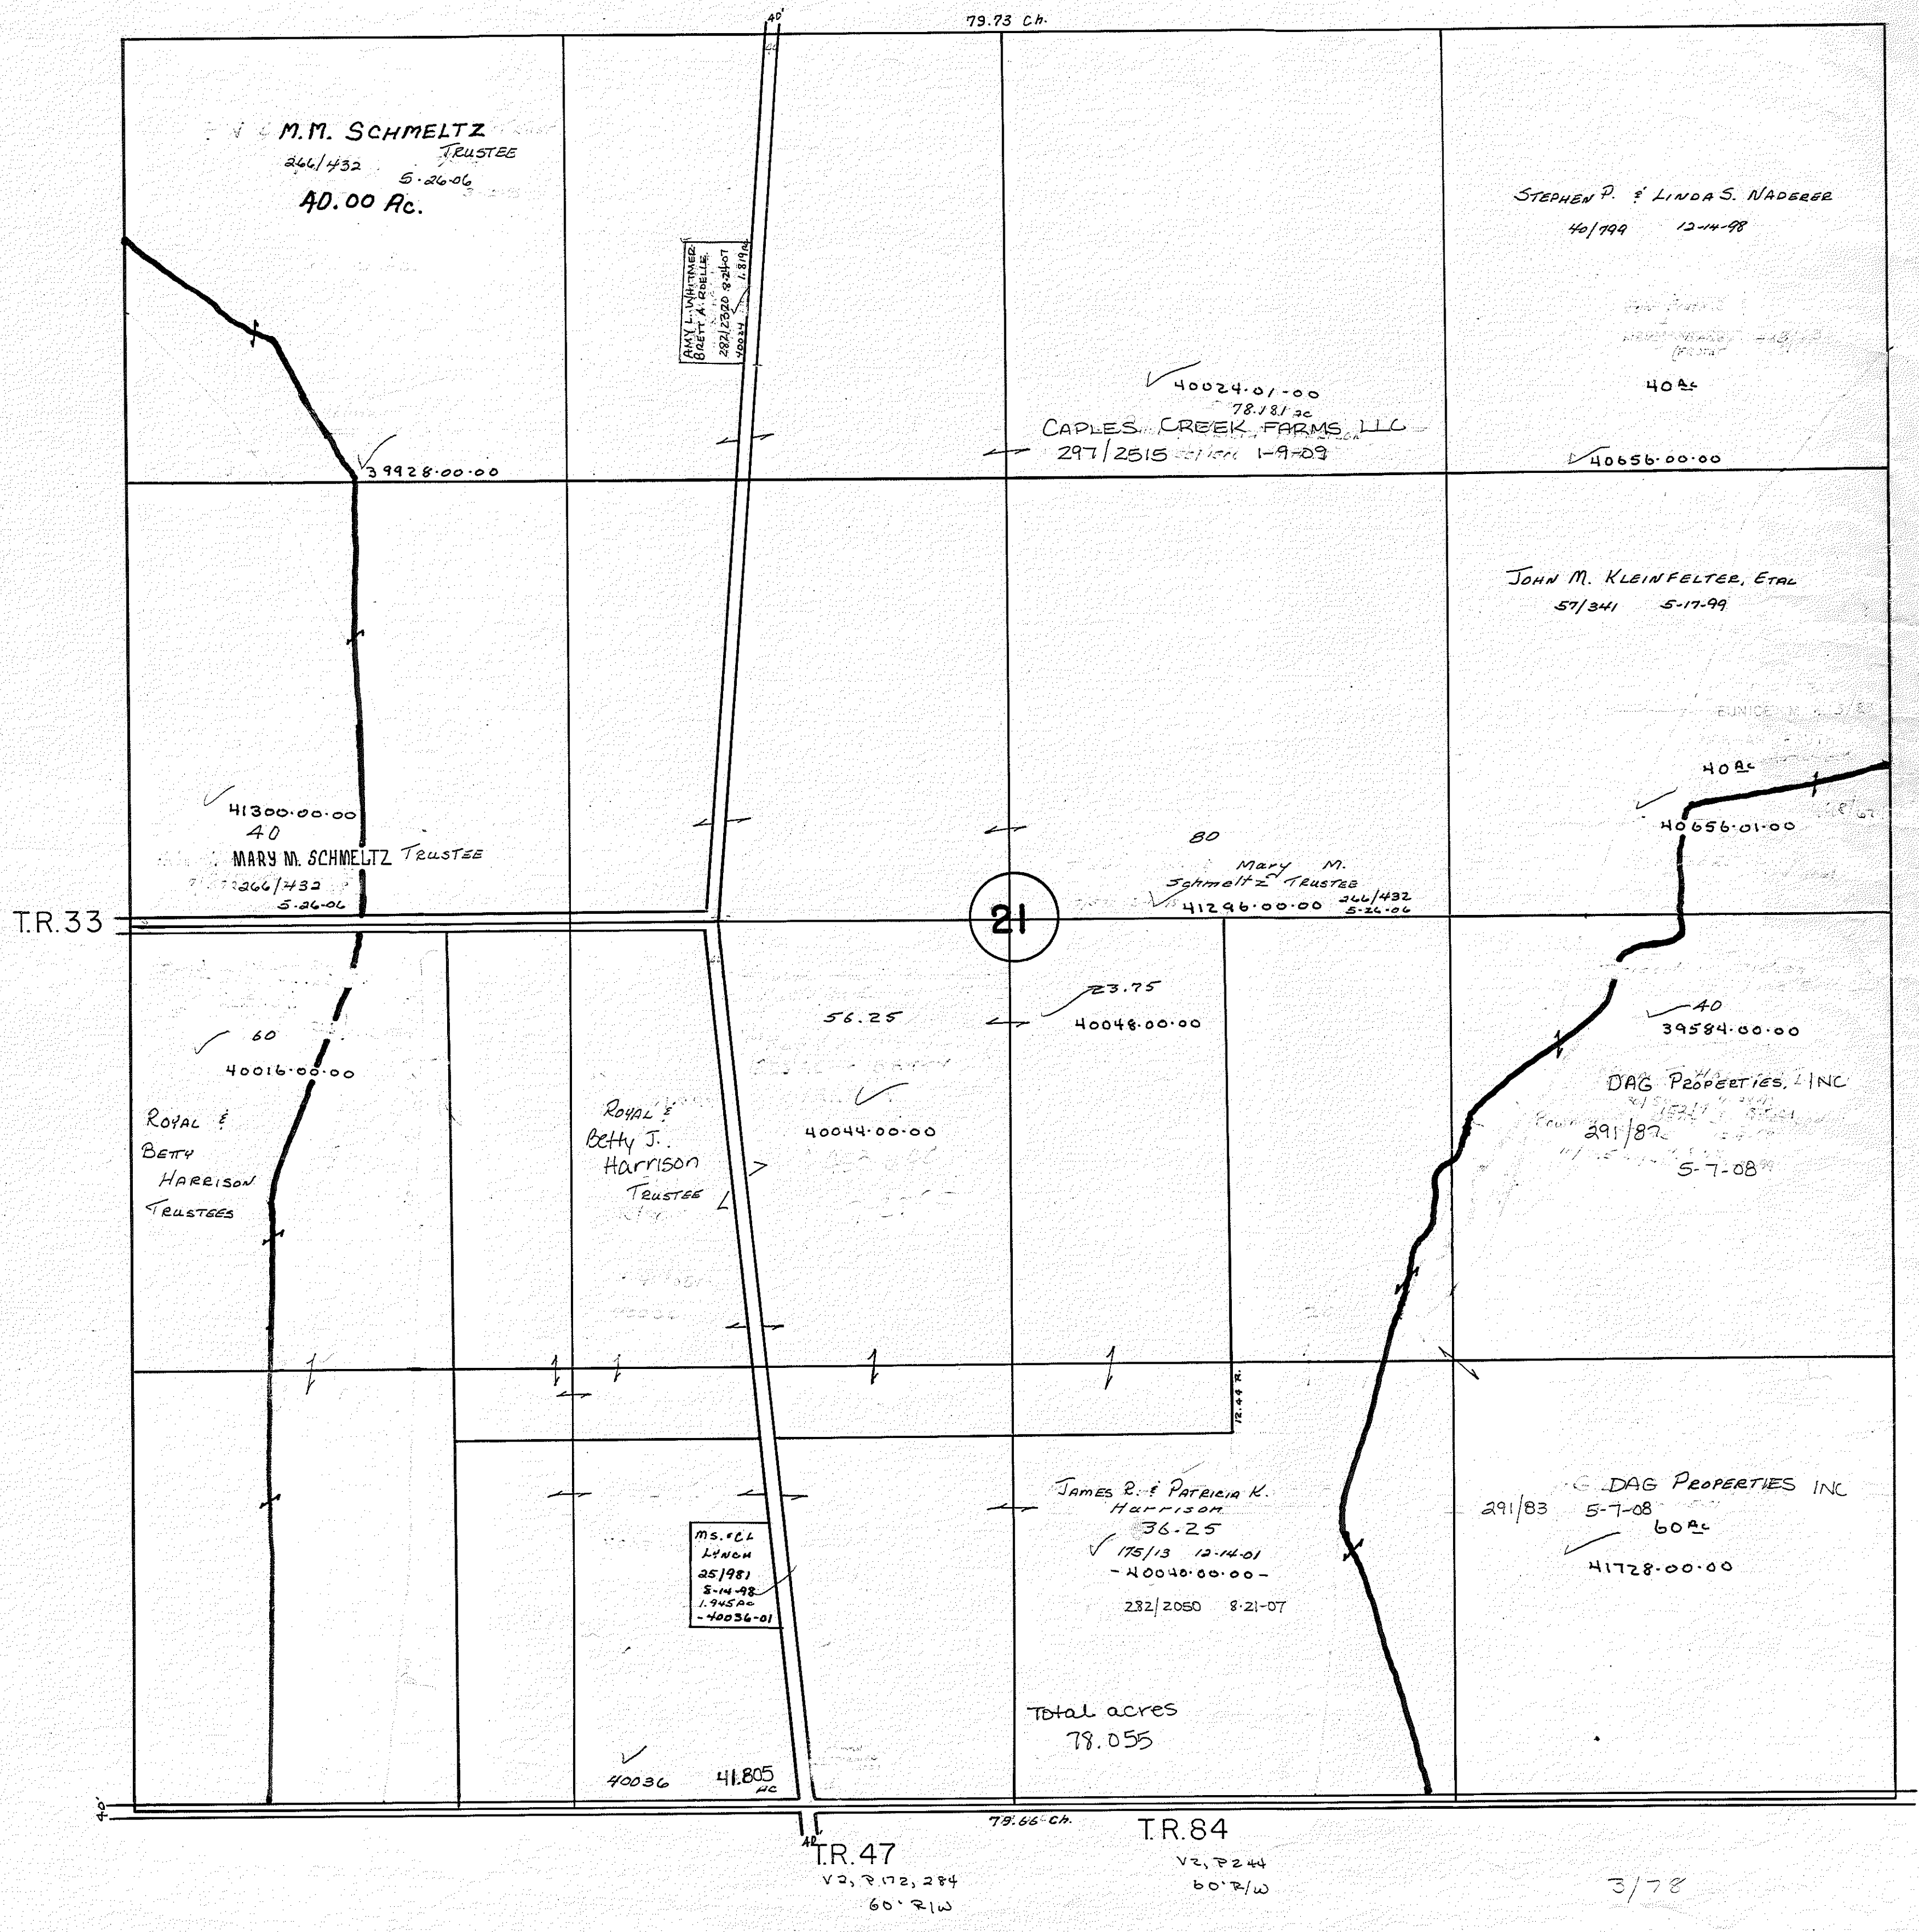 79.73 Ch.
40'
M.M. SCHMELTZ
TRUSTEE
266/432
5-26-06
40.00 Ac.
39928.00.00
AMY L. WHITMER
BRETT A. ROELLE
282/2320 8-24-07
40024 1.819 Ac
40024.01-00
78.181 ac
CAPLES CREEK FARMS, LLC
297/2515 1-9-09
STEPHEN P. & LINDA S. NADERER
40/799 12-14-98
40 Ac
40656.00.00
JOHN M. KLEINFELTER, ETAL
57/341 5-17-99
40 Ac
40656.01.00
41300.00.00
40
MARY M. SCHMELTZ TRUSTEE
266/432
5-26-06
80
Mary M.
Schmeltz TRUSTEE
41296.00.00 266/432
5-26-06
T.R.33
21
60
40016.00.00
ROYAL &
BETTY
HARRISON
TRUSTEES
ROYAL &
Betty J.
Harrison
TRUSTEE
56.25
40044.00.00
23.75
40048.00.00
40
39584.00.00
DAG PROPERTIES, INC
291/83
5-7-08
12.44 R.
MS. & CL
LYNCH
25/981
8-14-98
1.945 Ac
-40036-01
JAMES R. & PATRICIA K.
Harrison
36.25
175/13 12-14-01
-40040.00.00-
282/2050 8-21-07
DAG PROPERTIES INC
291/83 5-7-08
60 Ac
41728.00.00
Total acres
78.055
40036 41.805
AC
40'
79.66 Ch.
40'
T.R.47
V2, P.172, 284
60' R/W
T.R.84
V2, P244
60' R/W
3/78